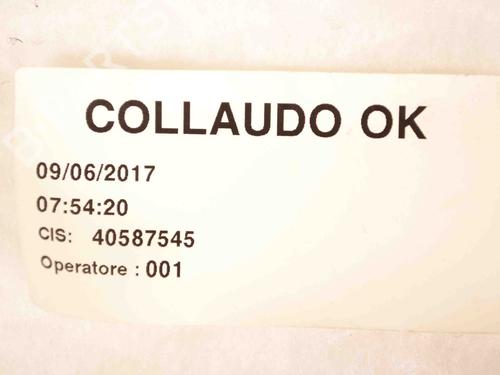 COLLAUDO OK
09/06/2017
07:54:20
CIS: 40587545
Operatore : 001